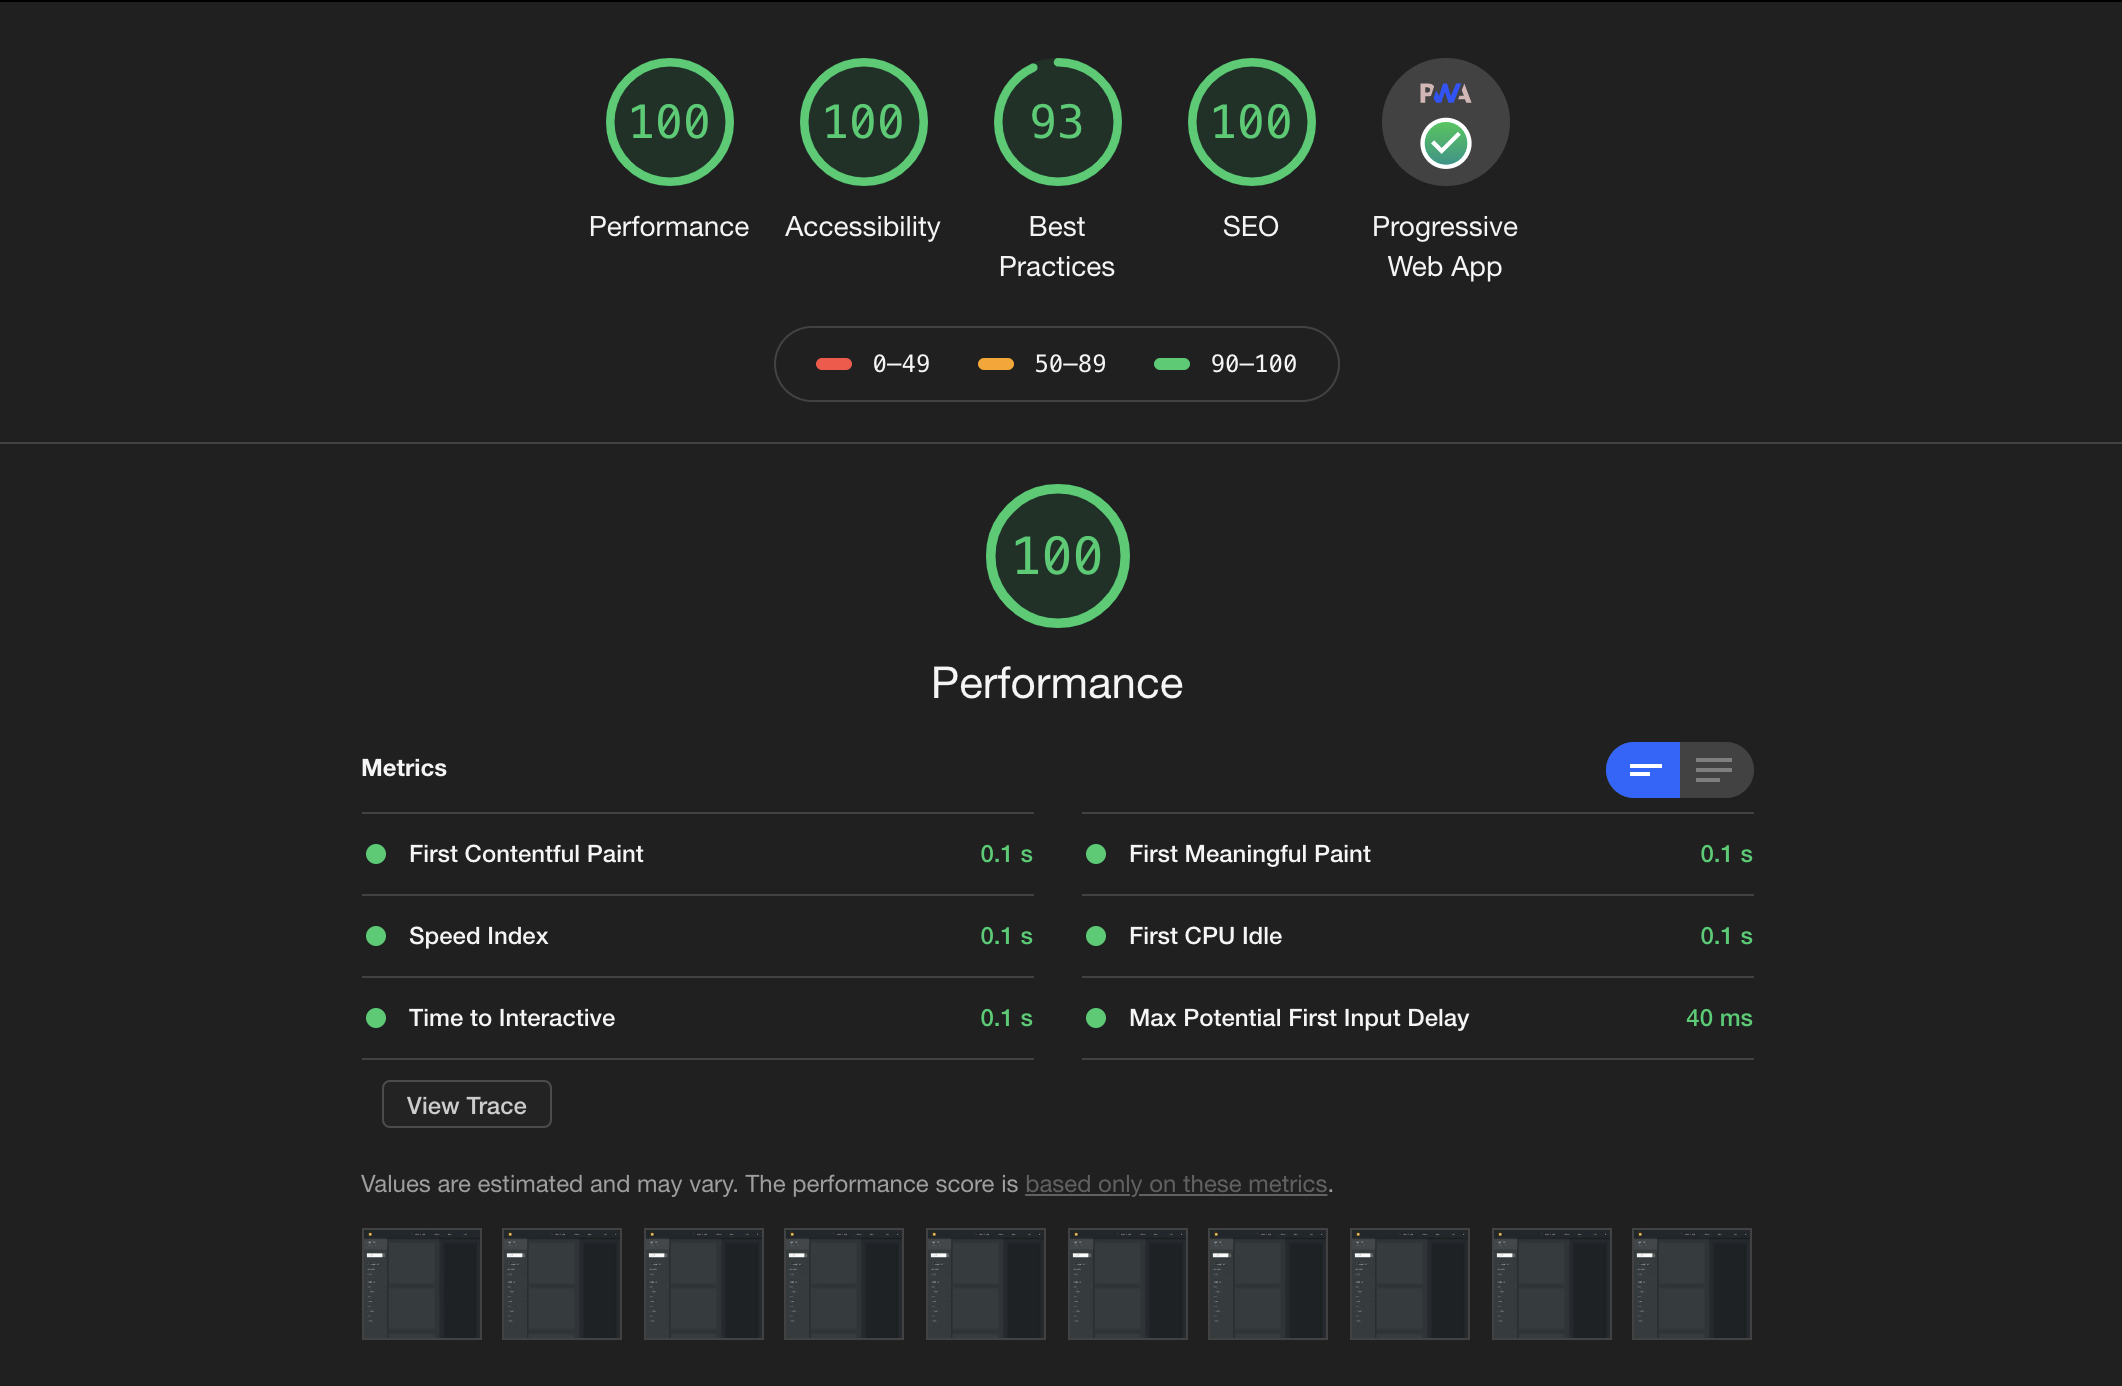 100
100
93
100
PWA
Performance
Accessibility
Best
Practices
SEO
Progressive
Web App
0–49
50–89
90–100
100
Performance
Metrics
First Contentful Paint 0.1 s
First Meaningful Paint 0.1 s
Speed Index 0.1 s
First CPU Idle 0.1 s
Time to Interactive 0.1 s
Max Potential First Input Delay 40 ms
View Trace
Values are estimated and may vary. The performance score is based only on these metrics.